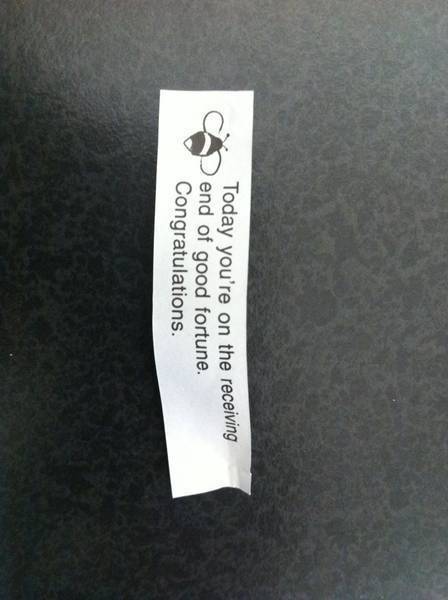 Today you're on the receiving
end of good fortune.
Congratulations.